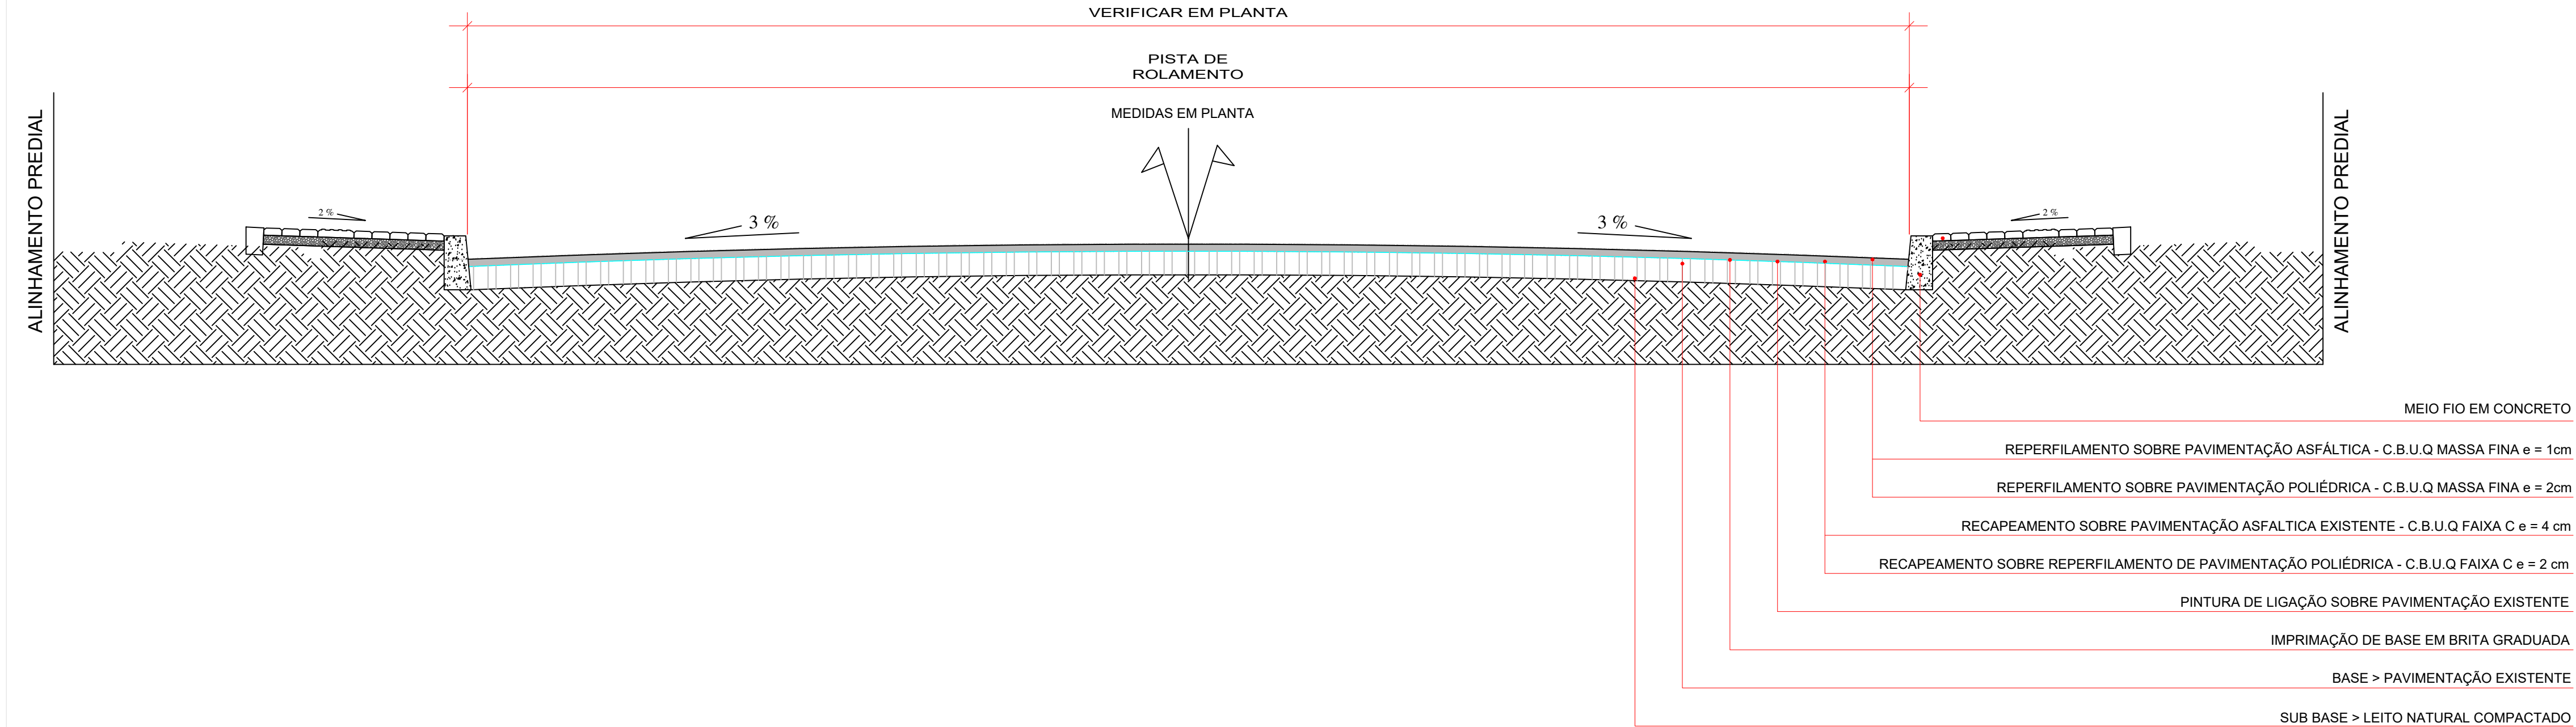 VERIFICAR EM PLANTA
PISTA DE
ROLAMENTO
MEDIDAS EM PLANTA
ALINHAMENTO PREDIAL
ALINHAMENTO PREDIAL
2 %
3 %
3 %
2 %
MEIO FIO EM CONCRETO
REPERFILAMENTO SOBRE PAVIMENTAÇÃO ASFÁLTICA - C.B.U.Q MASSA FINA e = 1cm
REPERFILAMENTO SOBRE PAVIMENTAÇÃO POLIÉDRICA - C.B.U.Q MASSA FINA e = 2cm
RECAPEAMENTO SOBRE PAVIMENTAÇÃO ASFALTICA EXISTENTE - C.B.U.Q FAIXA C e = 4 cm
RECAPEAMENTO SOBRE REPERFILAMENTO DE PAVIMENTAÇÃO POLIÉDRICA - C.B.U.Q FAIXA C e = 2 cm
PINTURA DE LIGAÇÃO SOBRE PAVIMENTAÇÃO EXISTENTE
IMPRIMAÇÃO DE BASE EM BRITA GRADUADA
BASE > PAVIMENTAÇÃO EXISTENTE
SUB BASE > LEITO NATURAL COMPACTADO